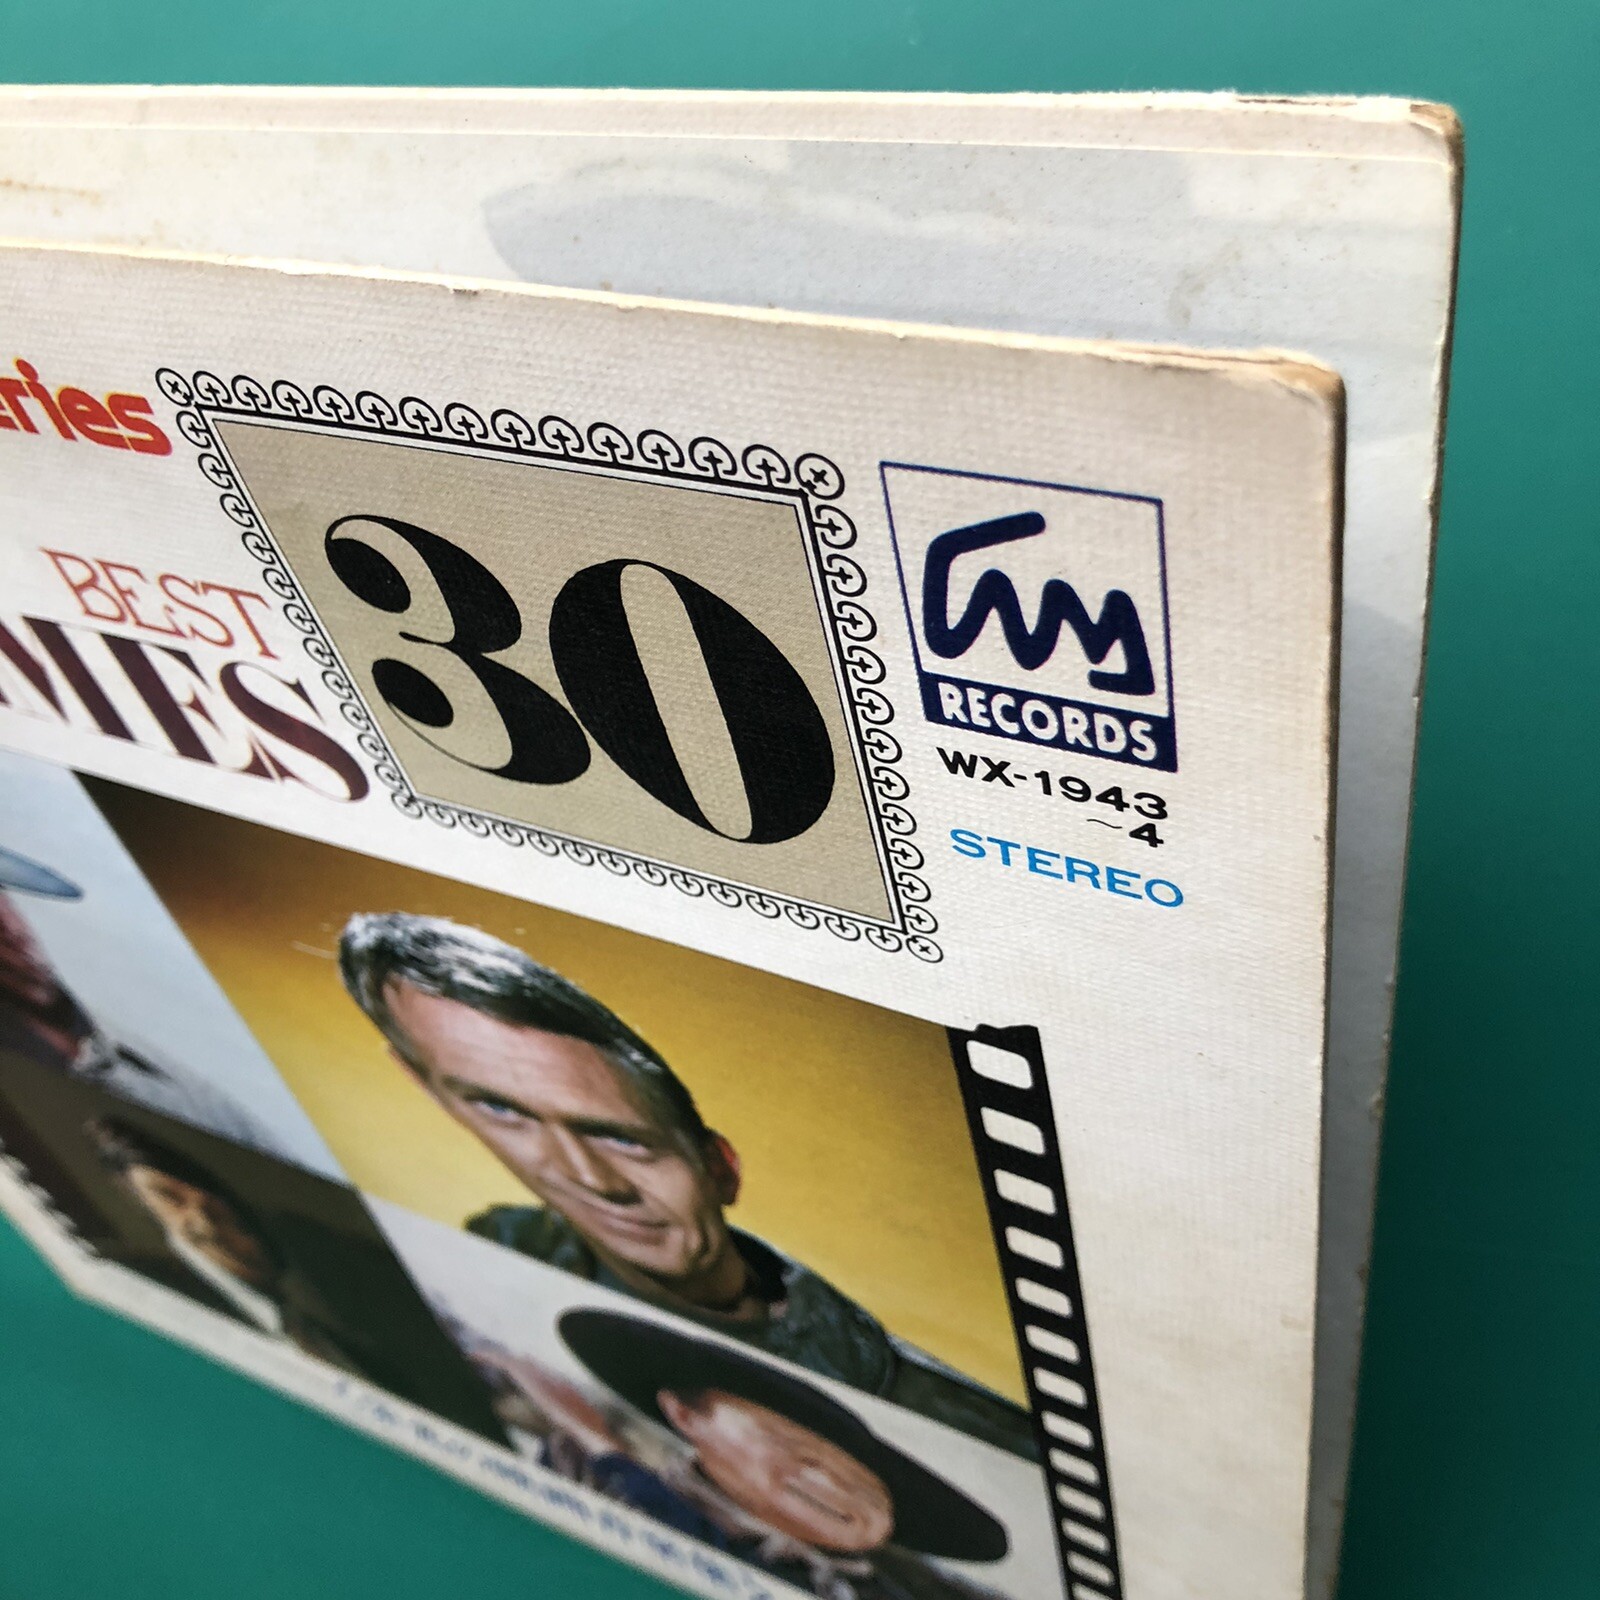 eries
BEST
MES
30
RECORDS
WX-1943
~4
STEREO